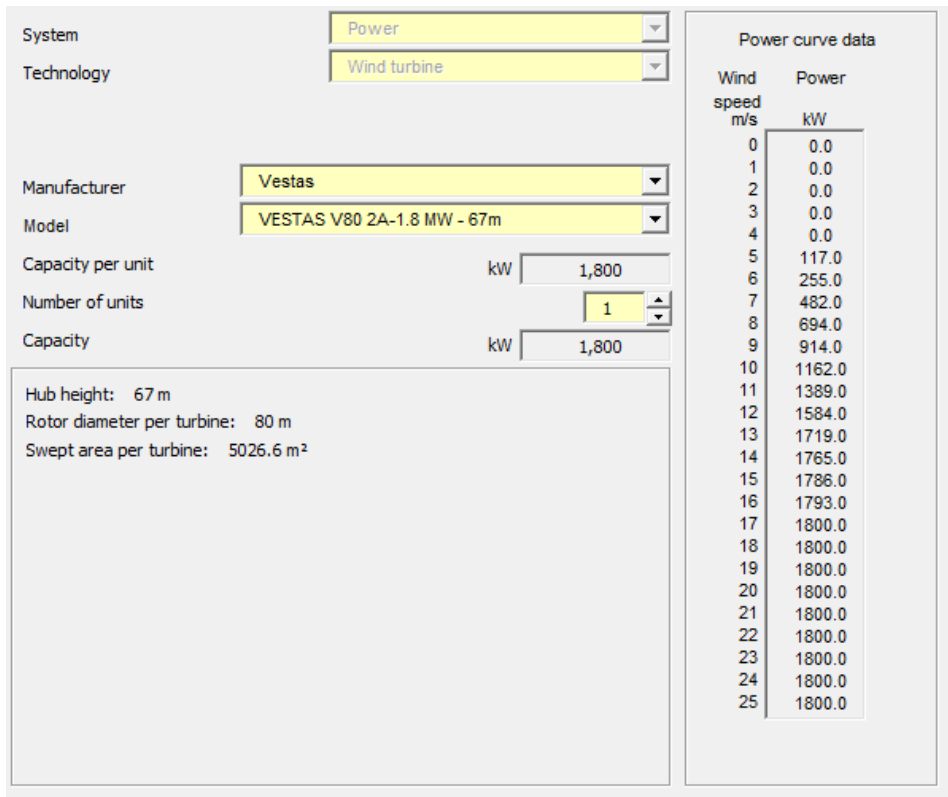 System Power
Technology Wind turbine
Manufacturer Vestas
Model VESTAS V80 2A-1.8 MW - 67m
Capacity per unit kW 1,800
Number of units 1
Capacity kW 1,800
Hub height: 67 m
Rotor diameter per turbine: 80 m
Swept area per turbine: 5026.6 m²
Power curve data
Wind Power
speed
m/s kW
0 0.0
1 0.0
2 0.0
3 0.0
4 0.0
5 117.0
6 255.0
7 482.0
8 694.0
9 914.0
10 1162.0
11 1389.0
12 1584.0
13 1719.0
14 1765.0
15 1786.0
16 1793.0
17 1800.0
18 1800.0
19 1800.0
20 1800.0
21 1800.0
22 1800.0
23 1800.0
24 1800.0
25 1800.0